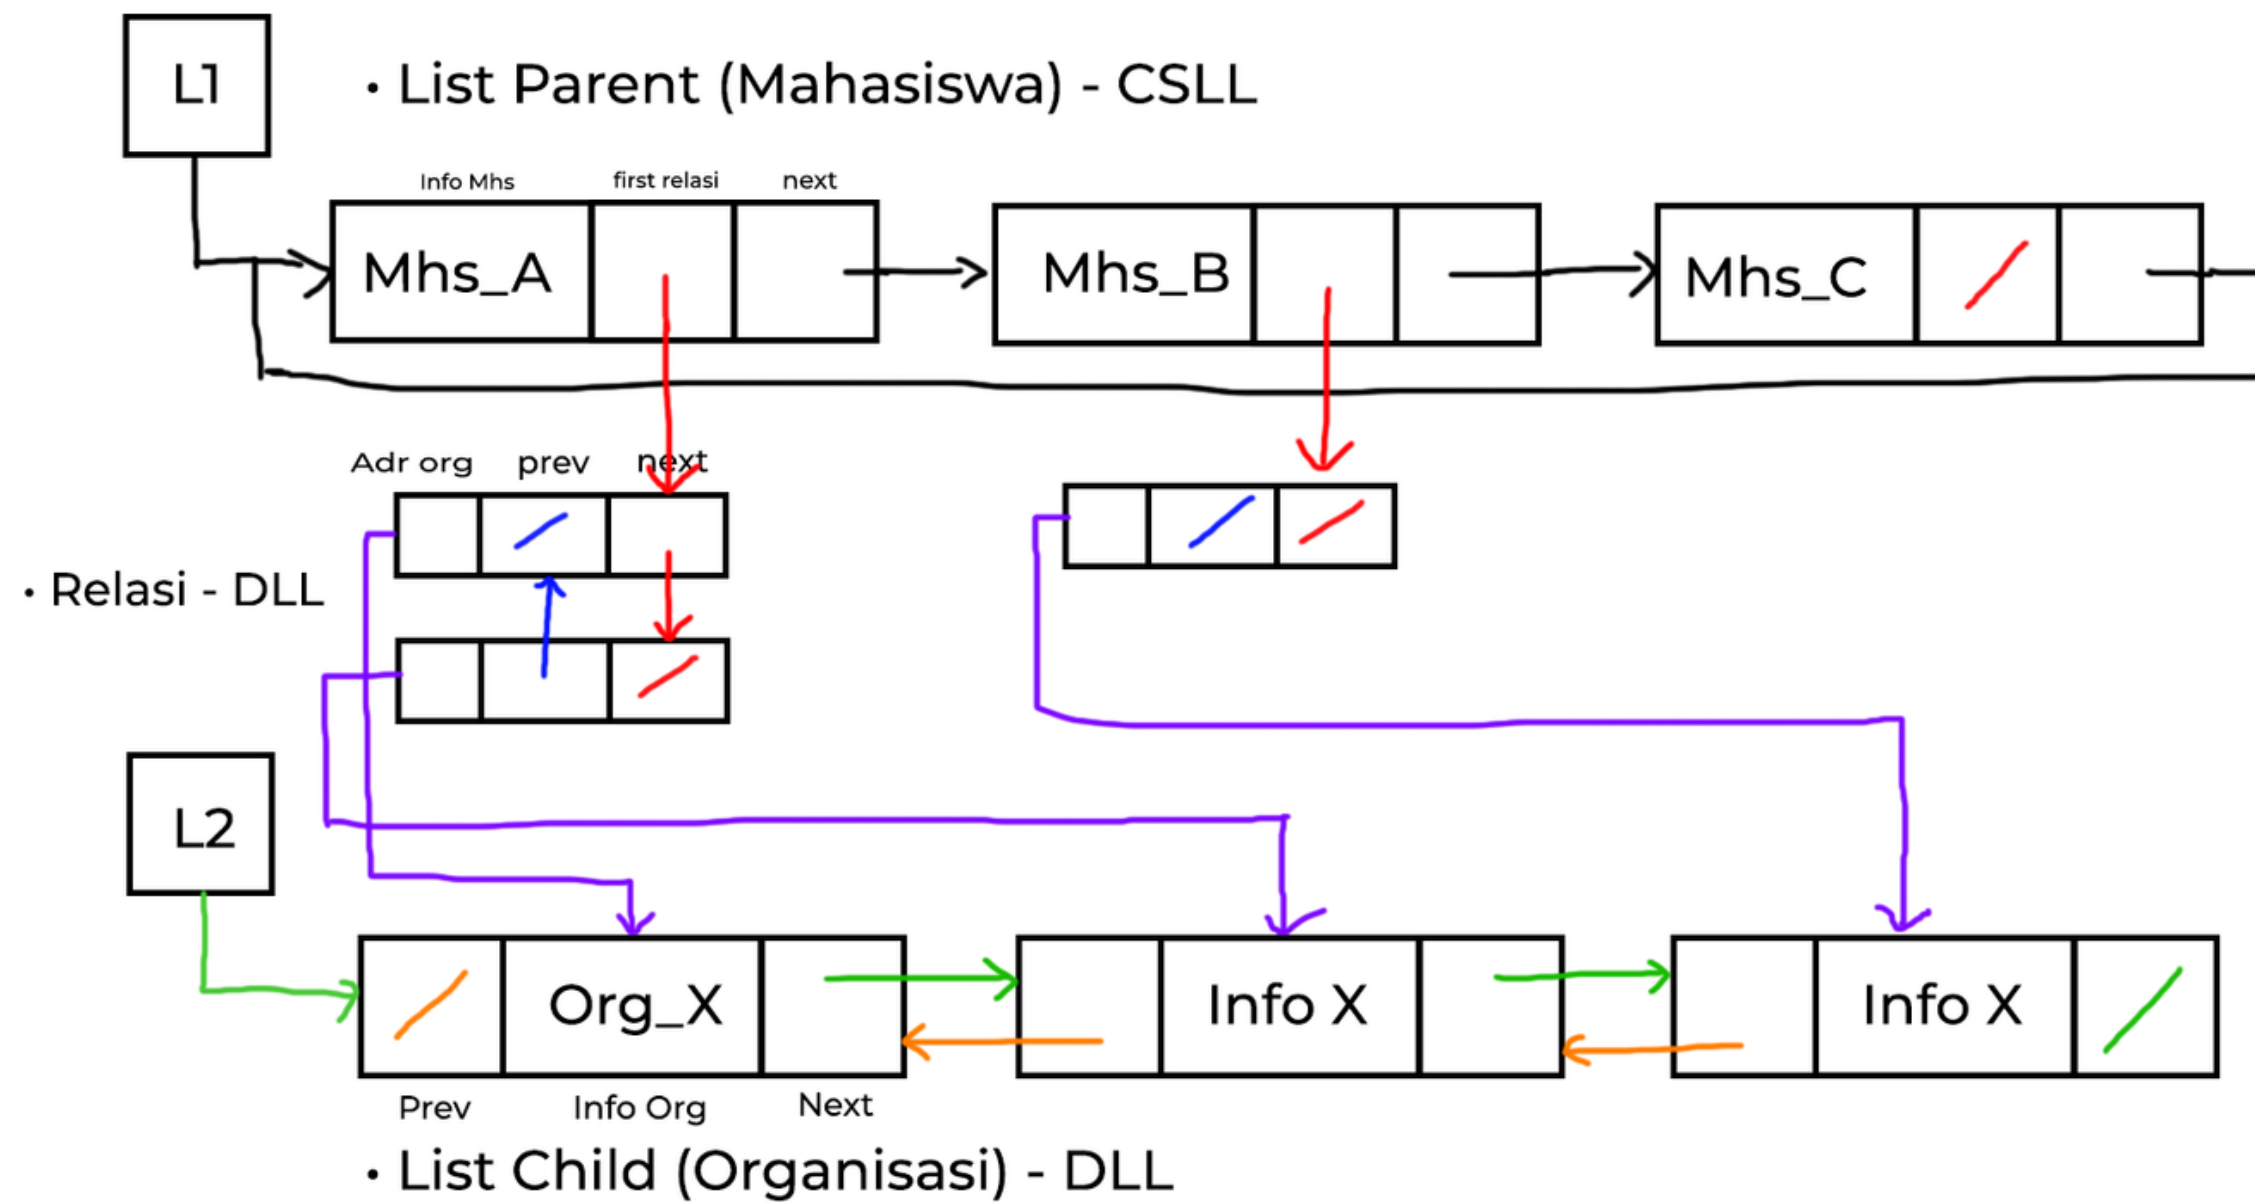 L1
• List Parent (Mahasiswa) - CSLL
Info Mhs first relasi next
Mhs_A Mhs_B Mhs_C
Adr org prev next
• Relasi - DLL
L2
Org_X Info X Info X
Prev Info Org Next
• List Child (Organisasi) - DLL